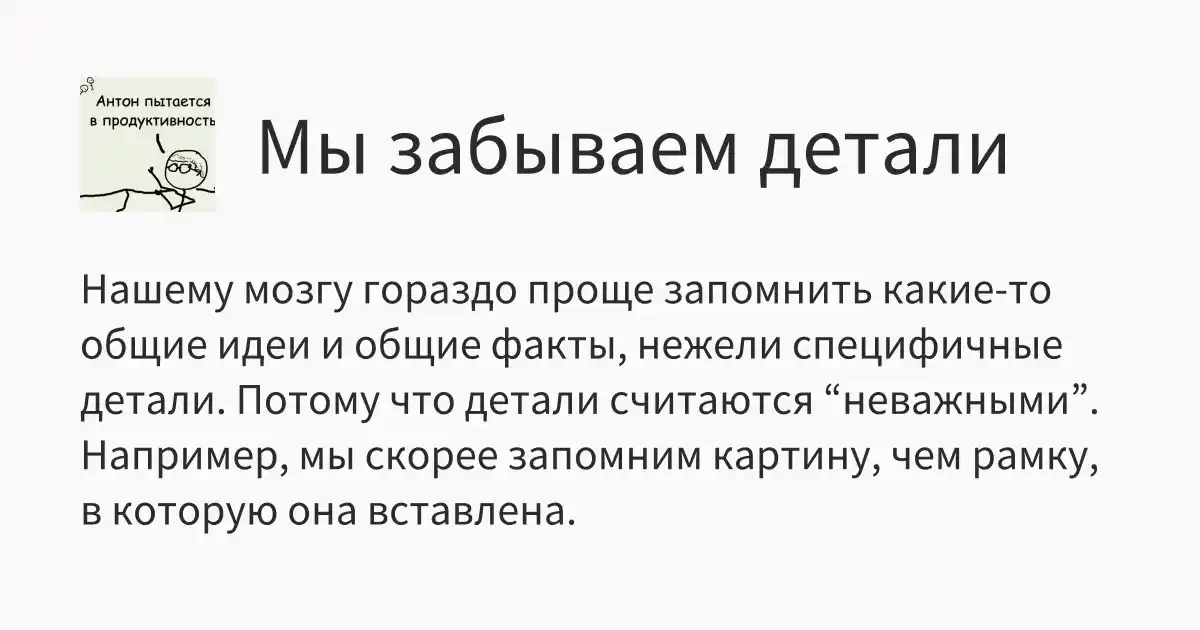 Антон пытается
в продуктивность
Мы забываем детали
Нашему мозгу гораздо проще запомнить какие-то
общие идеи и общие факты, нежели специфичные
детали. Потому что детали считаются “неважными”.
Например, мы скорее запомним картину, чем рамку,
в которую она вставлена.